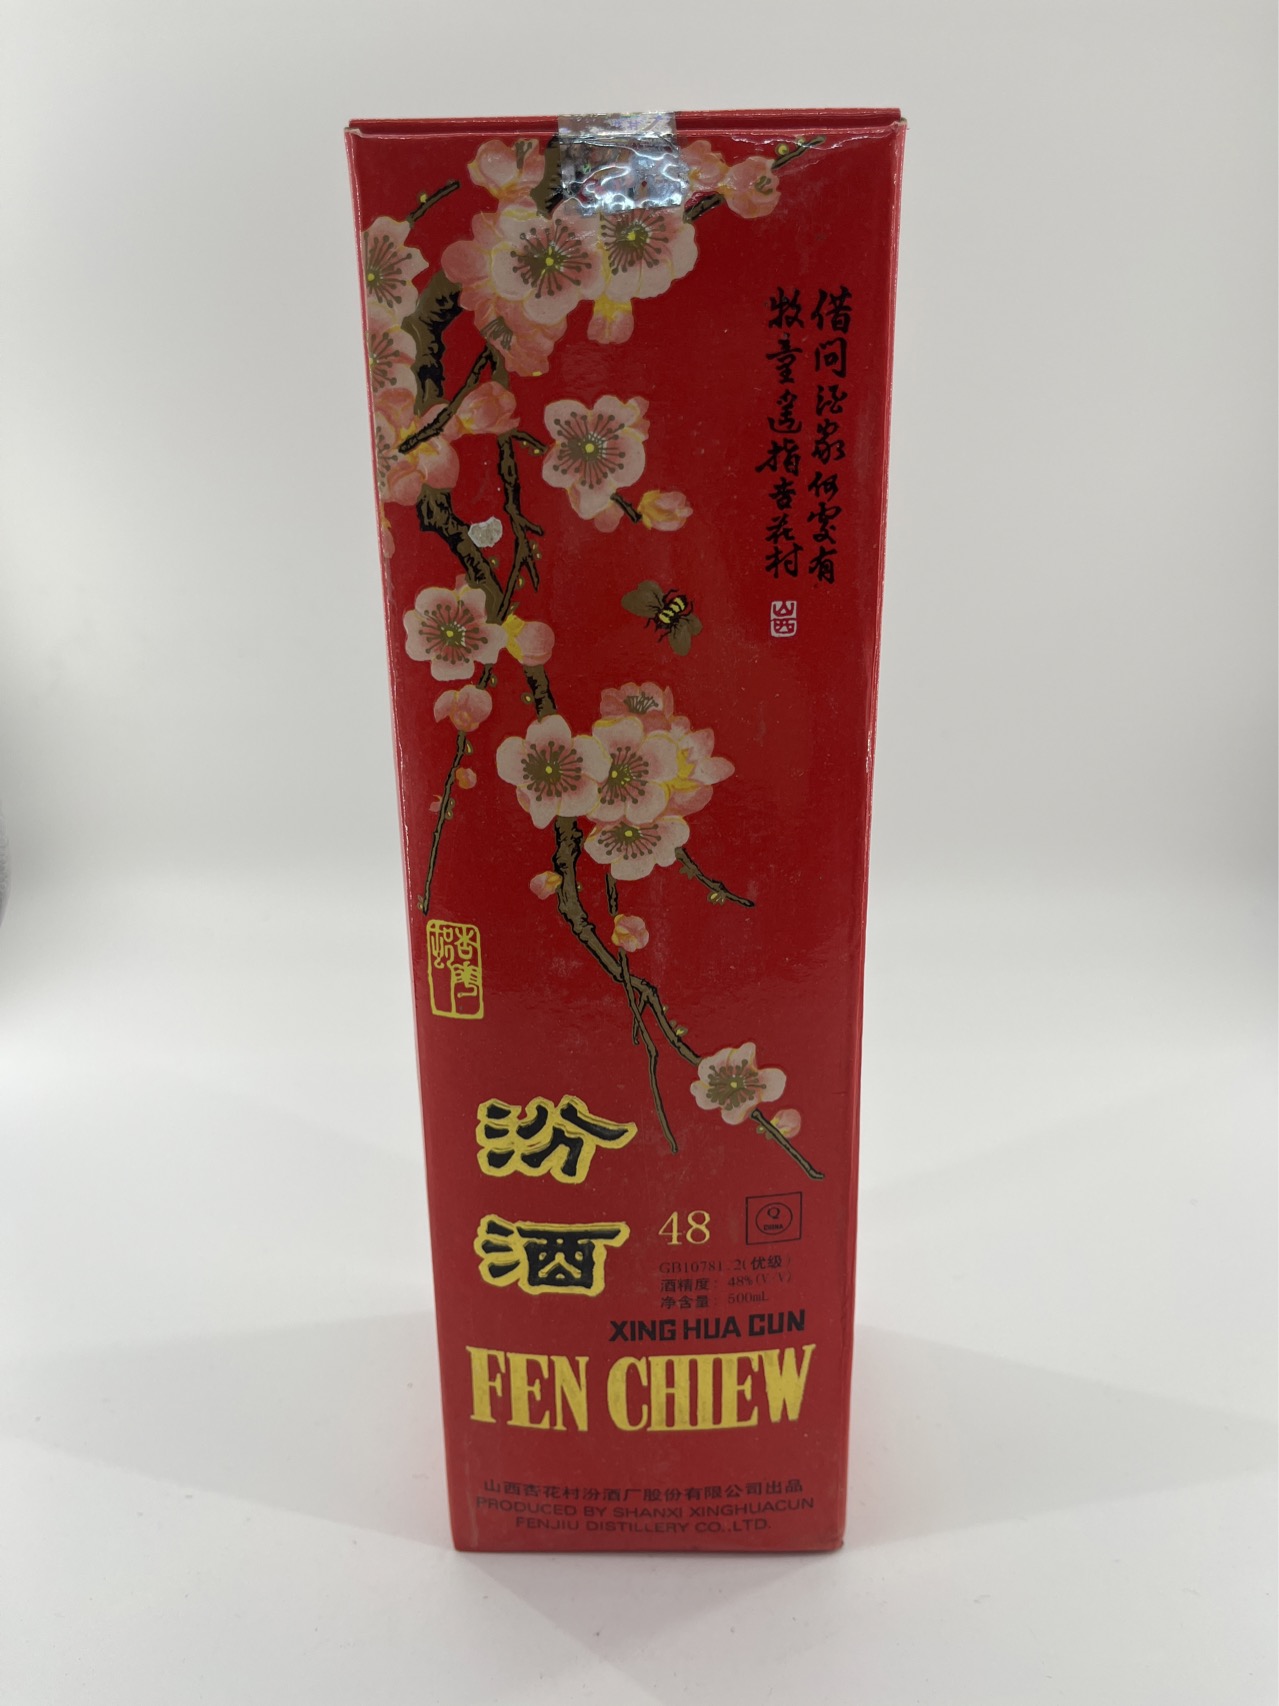 借问酒家何处有
牧童遥指杏花村
山西
汾
酒
48
Q
CHINA
GB10781.2(优级)
酒精度: 48%(V·V)
净含量: 500mL
XING HUA CUN
FEN CHIEW
山西杏花村汾酒厂股份有限公司出品
PRODUCED BY SHANXI XINGHUACUN
FENJIU DISTILLERY CO.,LTD.